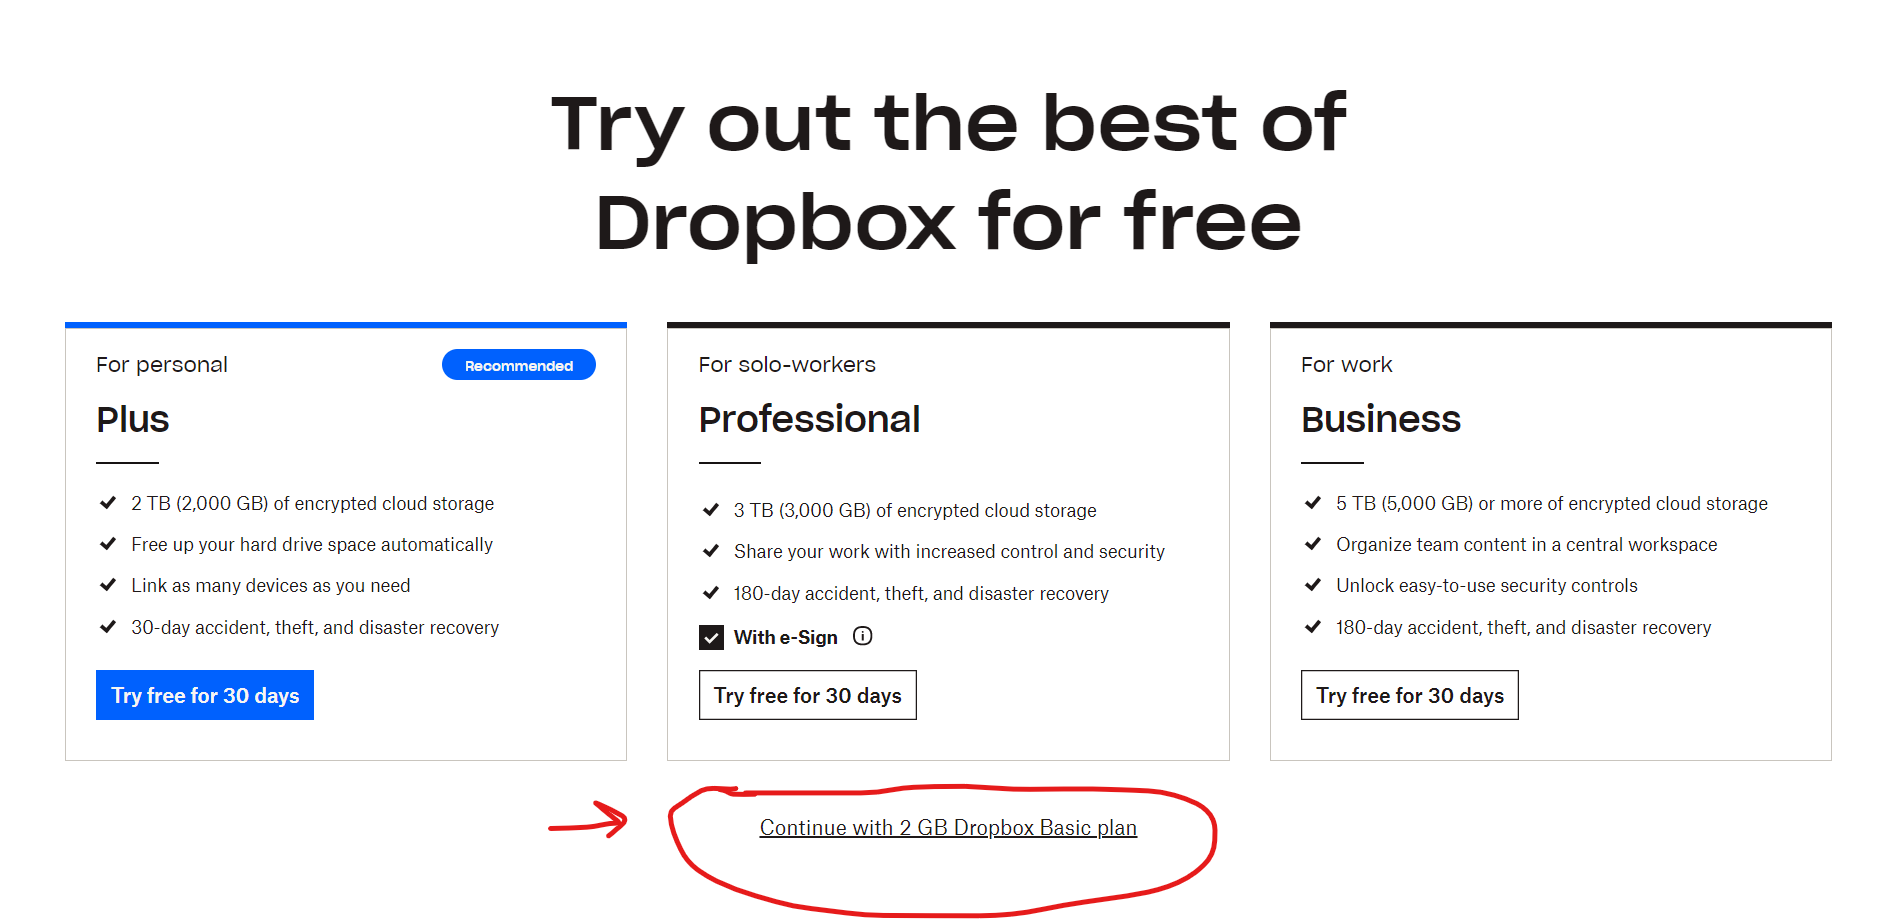 Try out the best of
Dropbox for free
For personal
Recommended
Plus
2 TB (2,000 GB) of encrypted cloud storage
Free up your hard drive space automatically
Link as many devices as you need
30-day accident, theft, and disaster recovery
Try free for 30 days
For solo-workers
Professional
3 TB (3,000 GB) of encrypted cloud storage
Share your work with increased control and security
180-day accident, theft, and disaster recovery
With e-Sign
Try free for 30 days
For work
Business
5 TB (5,000 GB) or more of encrypted cloud storage
Organize team content in a central workspace
Unlock easy-to-use security controls
180-day accident, theft, and disaster recovery
Try free for 30 days
Continue with 2 GB Dropbox Basic plan